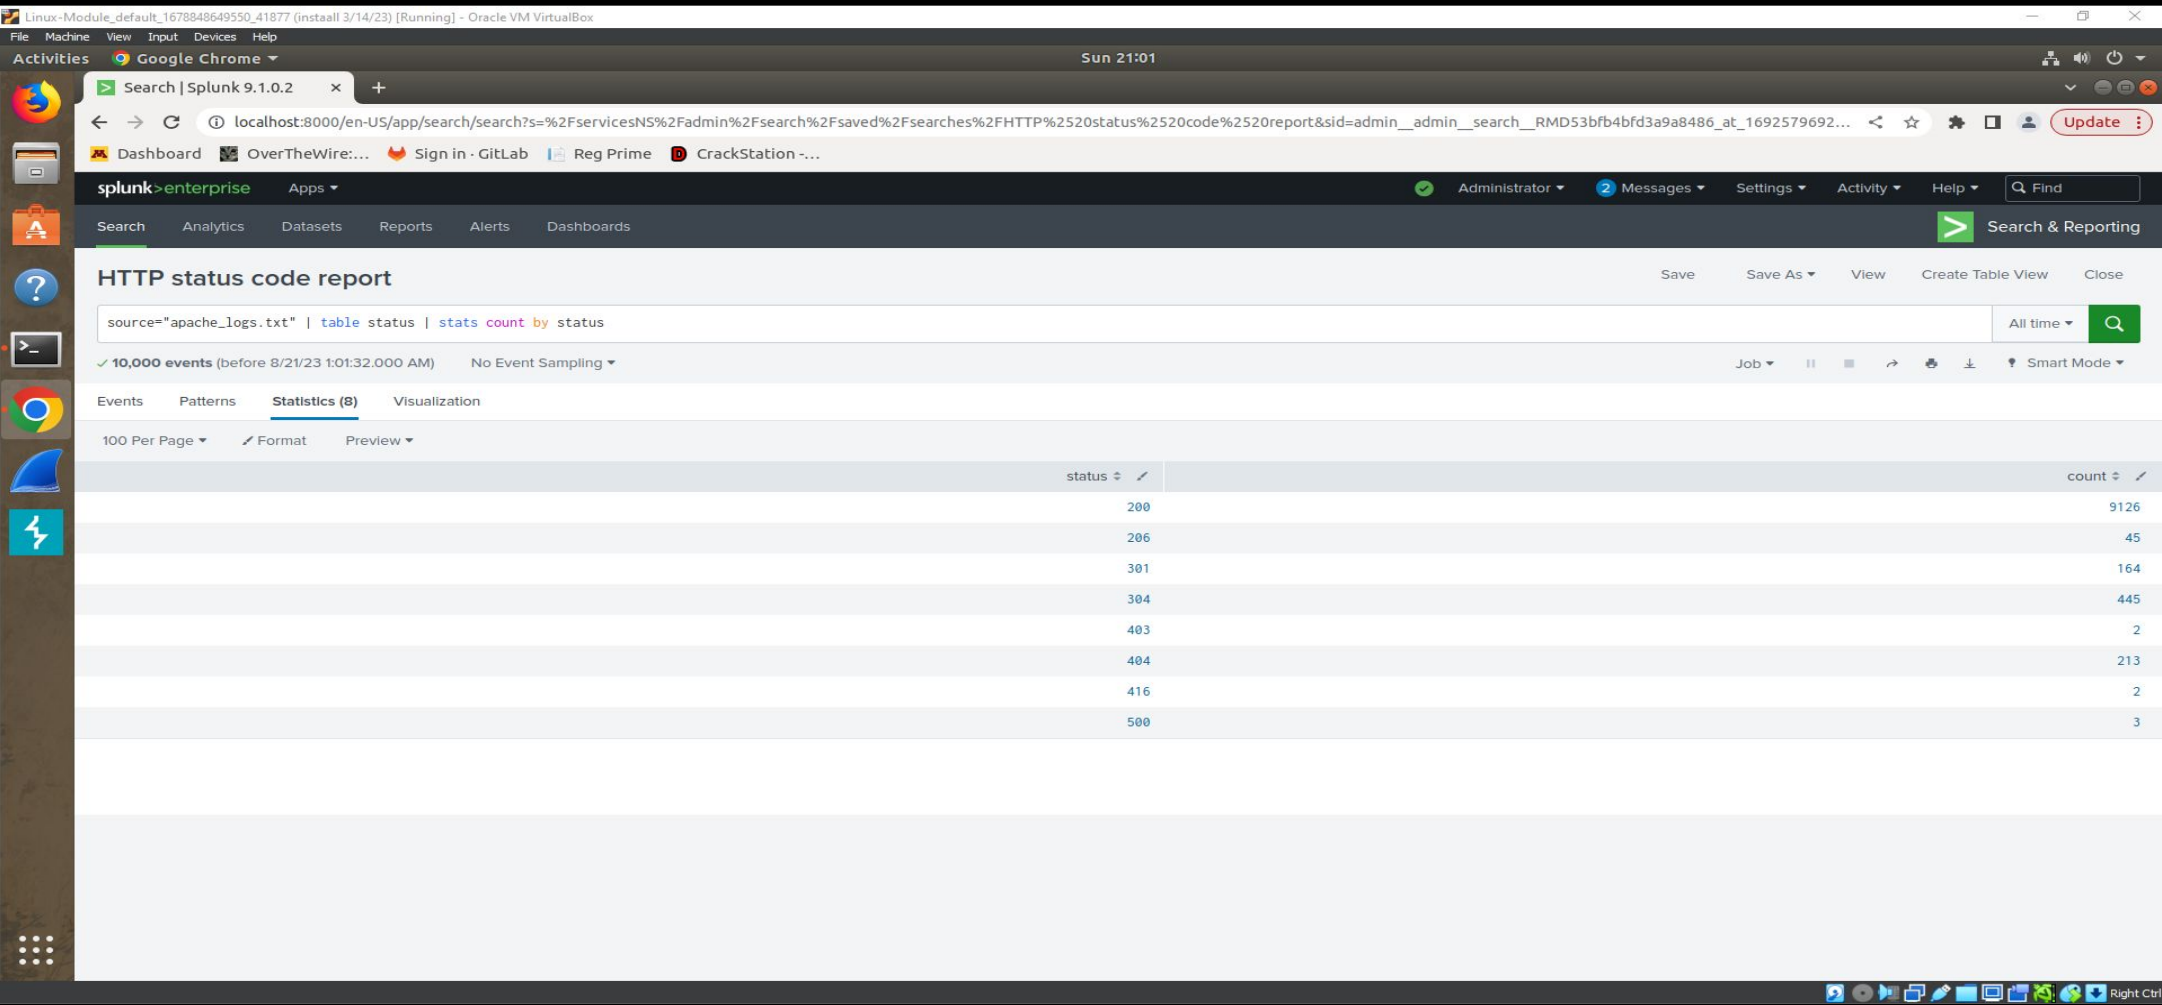 Linux-Module_default_1678848649550_41877 (instaall 3/14/23) [Running] - Oracle VM VirtualBox
File Machine View Input Devices Help
Activities Google Chrome Sun 21:01
Search | Splunk 9.1.0.2
localhost:8000/en-US/app/search/search?s=%2FservicesNS%2Fadmin%2Fsearch%2Fsaved%2Fsearches%2FHTTP%2520status%2520code%2520report&sid=admin__admin__search__RMD53bfb4bfd3a9a8486_at_1692579692... Update
Dashboard OverTheWire:... Sign in · GitLab Reg Prime D CrackStation -...
splunk>enterprise Apps Administrator 2 Messages Settings Activity Help Find
Search Analytics Datasets Reports Alerts Dashboards Search & Reporting
HTTP status code report Save Save As View Create Table View Close
source="apache_logs.txt" | table status | stats count by status All time
10,000 events (before 8/21/23 1:01:32.000 AM) No Event Sampling Job Smart Mode
Events Patterns Statistics (8) Visualization
100 Per Page Format Preview
status count
200 9126
206 45
301 164
304 445
403 2
404 213
416 2
500 3
Right Ctrl